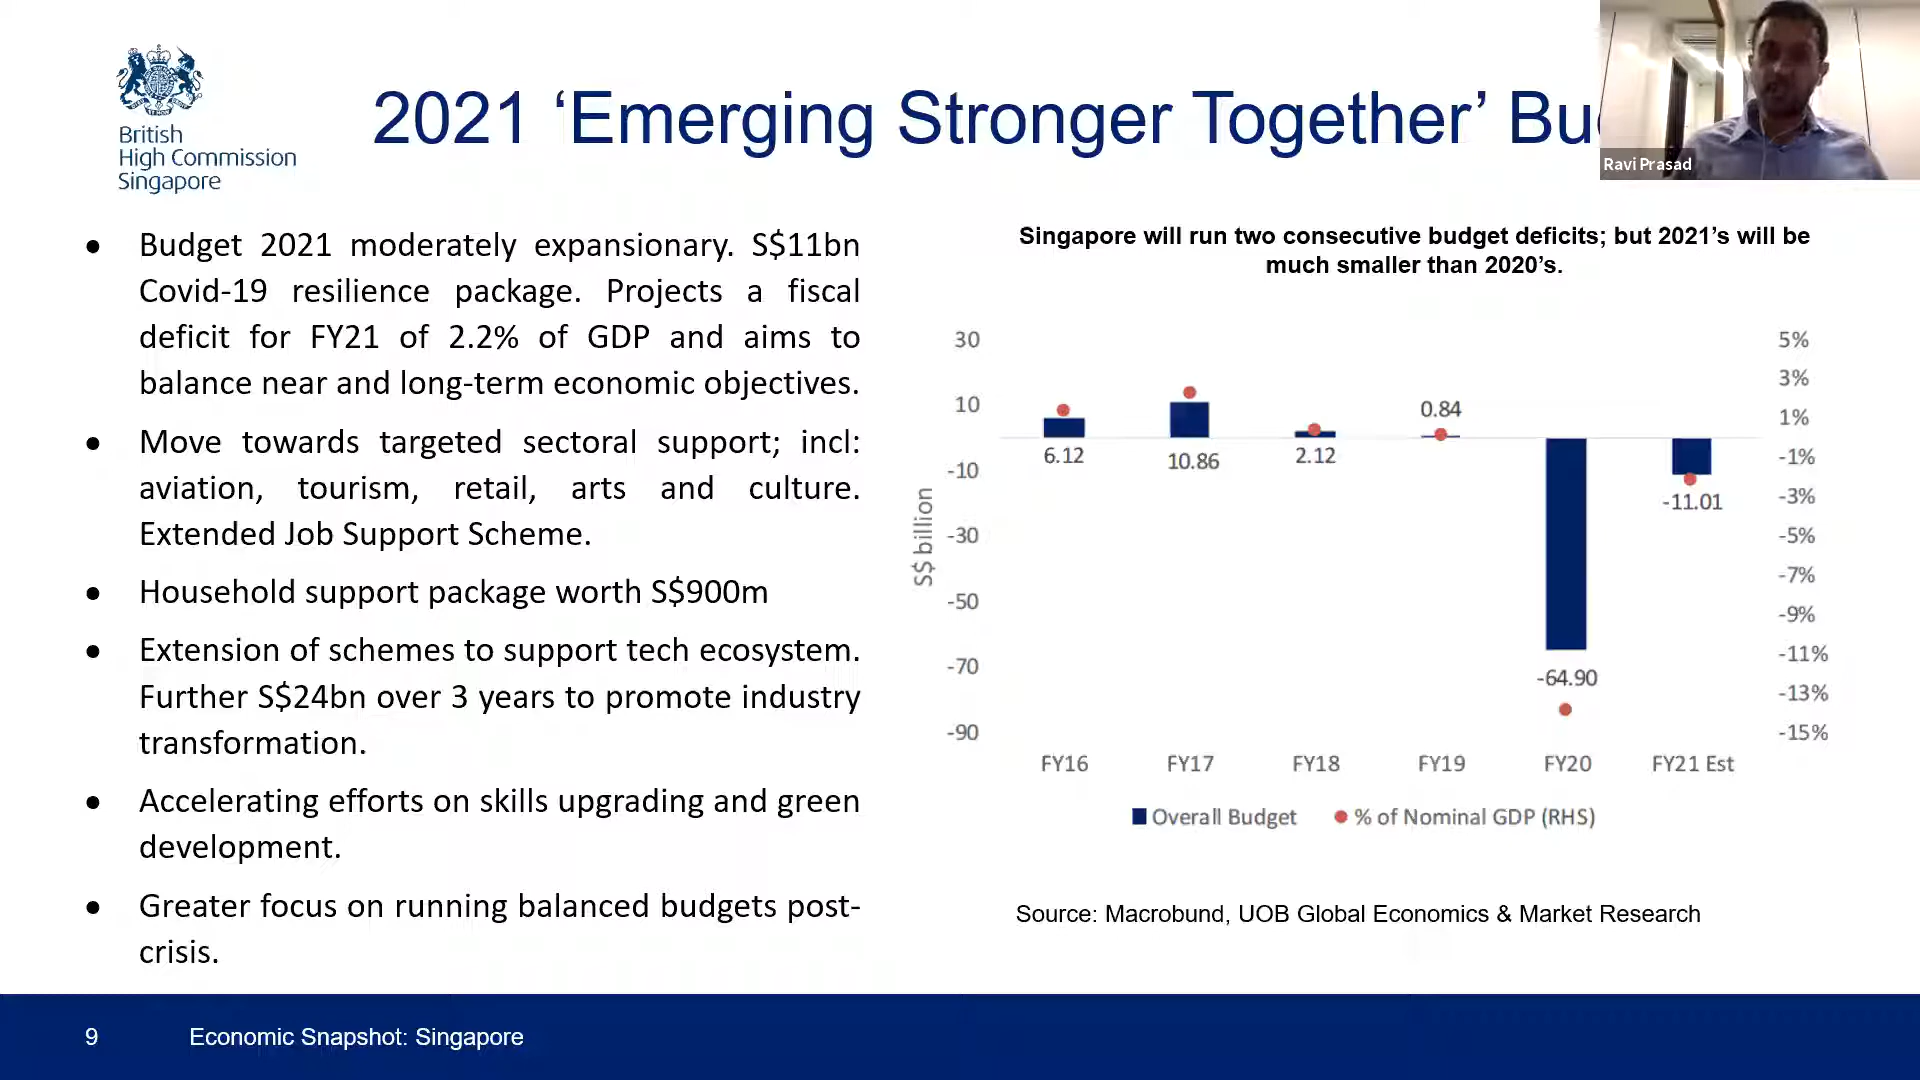 British
High Commission
Singapore
2021 ‘Emerging Stronger Together’
Ravi Prasad
● Budget 2021 moderately expansionary. S$11bn
Covid-19 resilience package. Projects a fiscal
deficit for FY21 of 2.2% of GDP and aims to
balance near and long-term economic objectives.
● Move towards targeted sectoral support; incl:
aviation, tourism, retail, arts and culture.
Extended Job Support Scheme.
● Household support package worth S$900m
● Extension of schemes to support tech ecosystem.
Further S$24bn over 3 years to promote industry
transformation.
● Accelerating efforts on skills upgrading and green
development.
● Greater focus on running balanced budgets post-
crisis.
Singapore will run two consecutive budget deficits; but 2021’s will be
much smaller than 2020’s.
S$ billion
30
10
-10
-30
-50
-70
-90
6.12
10.86
2.12
0.84
-64.90
-11.01
5%
3%
1%
-1%
-3%
-5%
-7%
-9%
-11%
-13%
-15%
FY16 FY17 FY18 FY19 FY20 FY21 Est
Overall Budget % of Nominal GDP (RHS)
Source: Macrobund, UOB Global Economics & Market Research
9 Economic Snapshot: Singapore